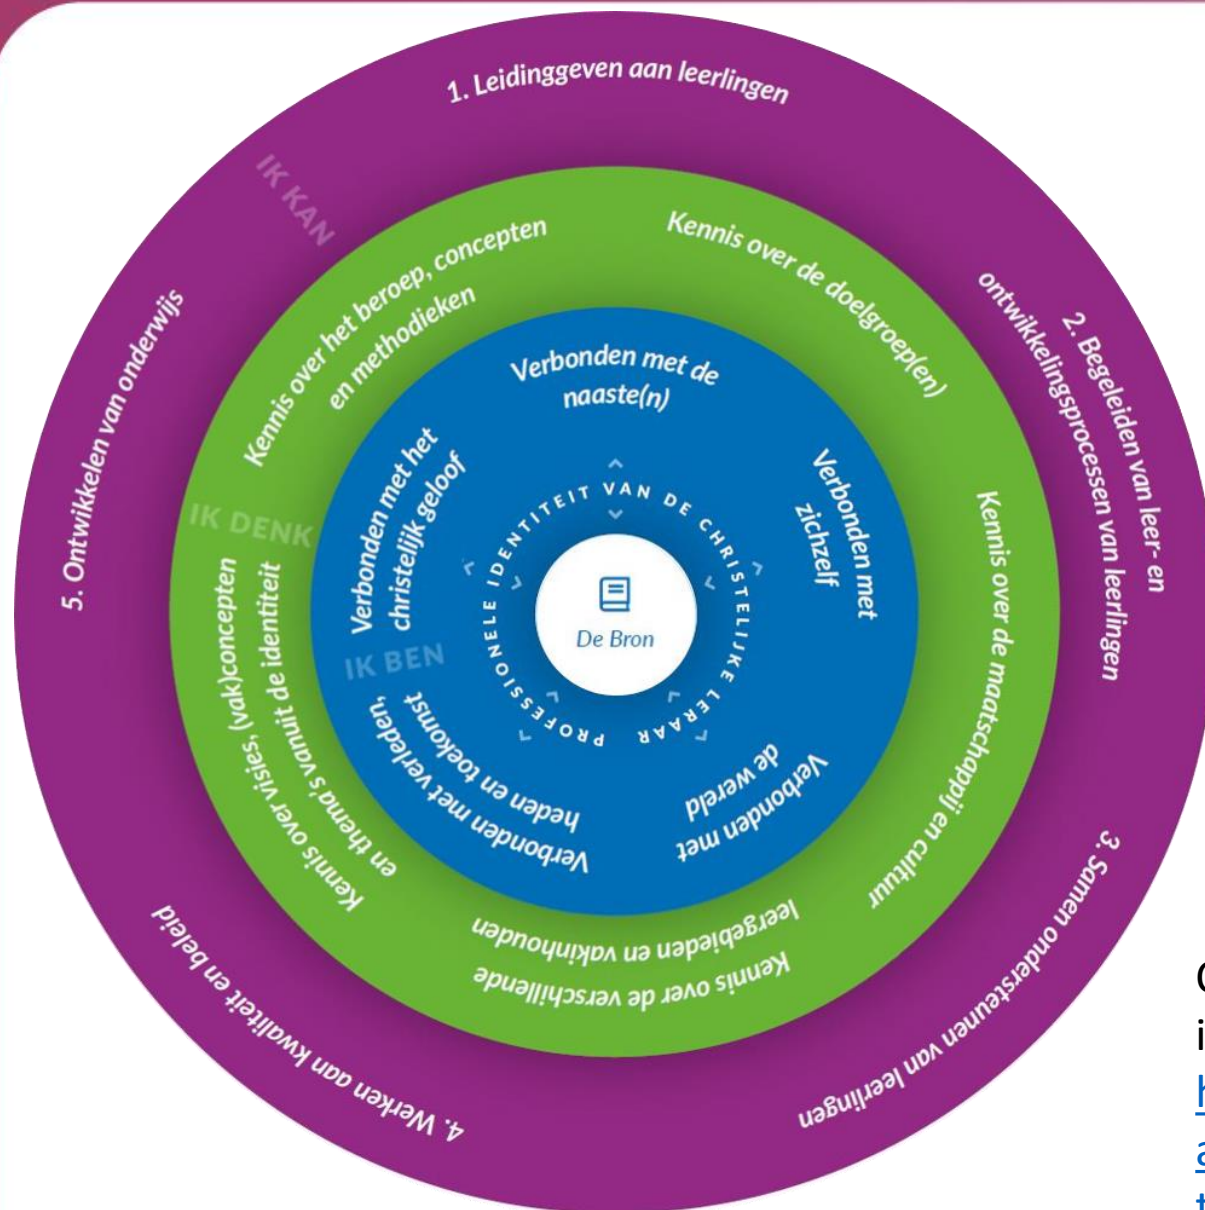 1. Leidinggeven aan leerlingen
2. Begeleiden van leer- en
ontwikkelingsprocessen van leerlingen
3. Samen ondersteunen van leerlingen
4. Werken aan kwaliteit en beleid
5. Ontwikkelen van onderwijs
IK KAN
Kennis over de doelgroep(en)
Kennis over de maatschappij en cultuur
Kennis over de verschillende
leergebieden en vakinhouden
Kennis over visies, (vak)concepten
en thema's vanuit de identiteit
IK DENK
Kennis over het beroep, concepten
en methodieken
Verbonden met de
naaste(n)
Verbonden met
zichzelf
Verbonden met
de wereld
Verbonden met verleden,
heden en toekomst
IK BEN
Verbonden met het
christelijk geloof
PROFESSIONELE IDENTITEIT VAN DE CHRISTELIJKE LERAAR
De Bron